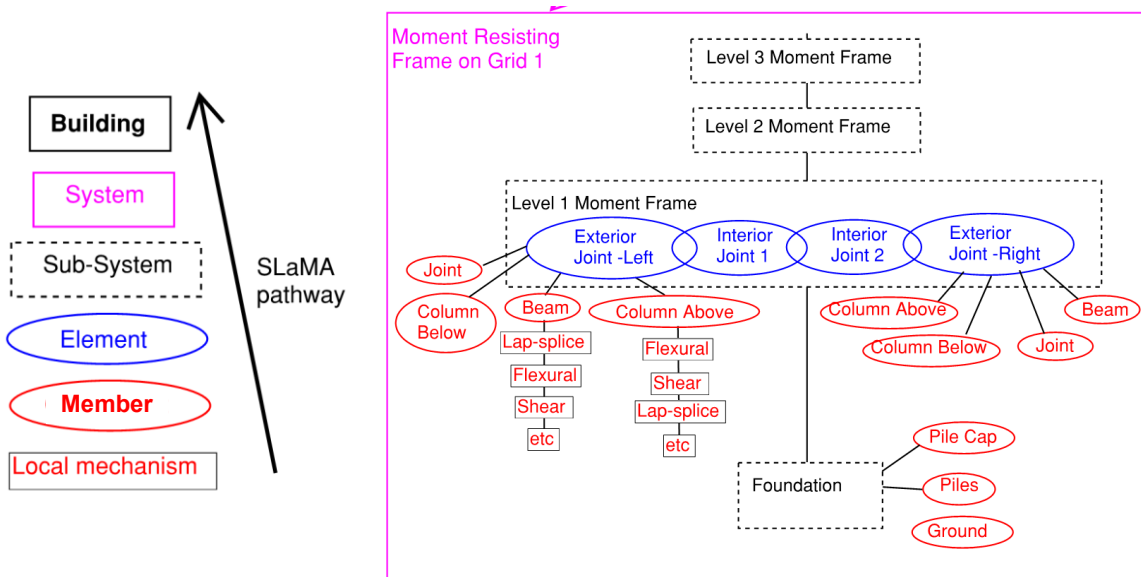 Building
System
Sub-System
Element
Member
Local mechanism
SLaMA
pathway
Moment Resisting
Frame on Grid 1
Level 3 Moment Frame
Level 2 Moment Frame
Level 1 Moment Frame
Exterior
Joint -Left
Interior
Joint 1
Interior
Joint 2
Exterior
Joint -Right
Joint
Column
Below
Beam
Lap-splice
Flexural
Shear
etc
Column Above
Flexural
Shear
Lap-splice
etc
Column Above
Column Below
Joint
Beam
Foundation
Pile Cap
Piles
Ground